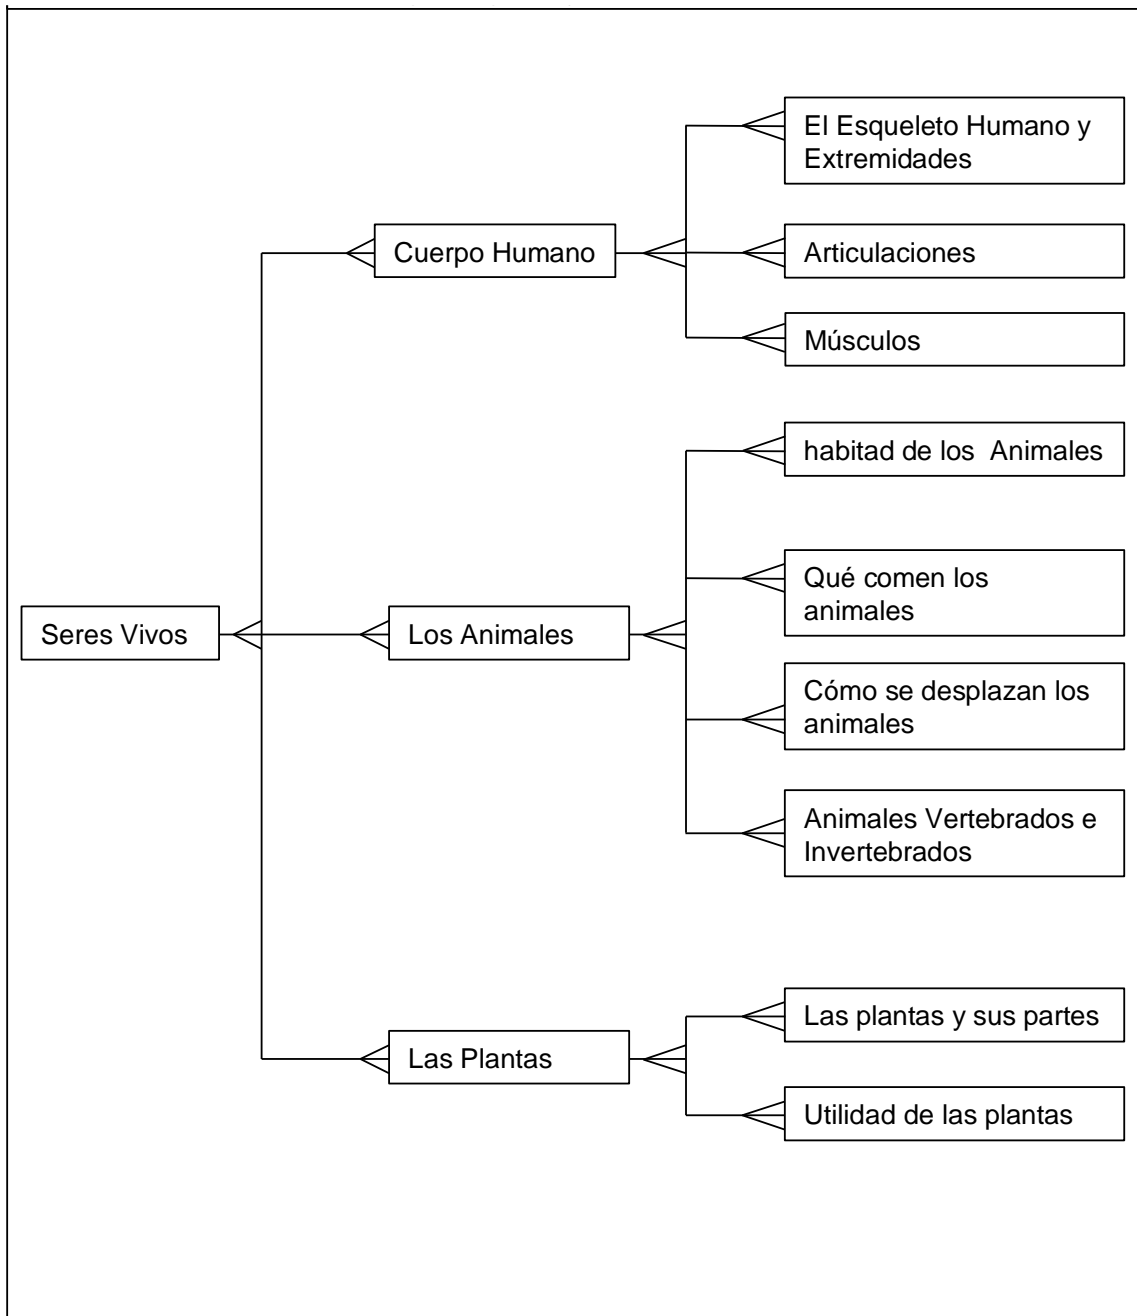 El Esqueleto Humano y
Extremidades
Cuerpo Humano
Articulaciones
Músculos
habitad de los  Animales
Qué comen los
animales
Seres Vivos
Los Animales
Cómo se desplazan los
animales
Animales Vertebrados e
Invertebrados
Las plantas y sus partes
Las Plantas
Utilidad de las plantas